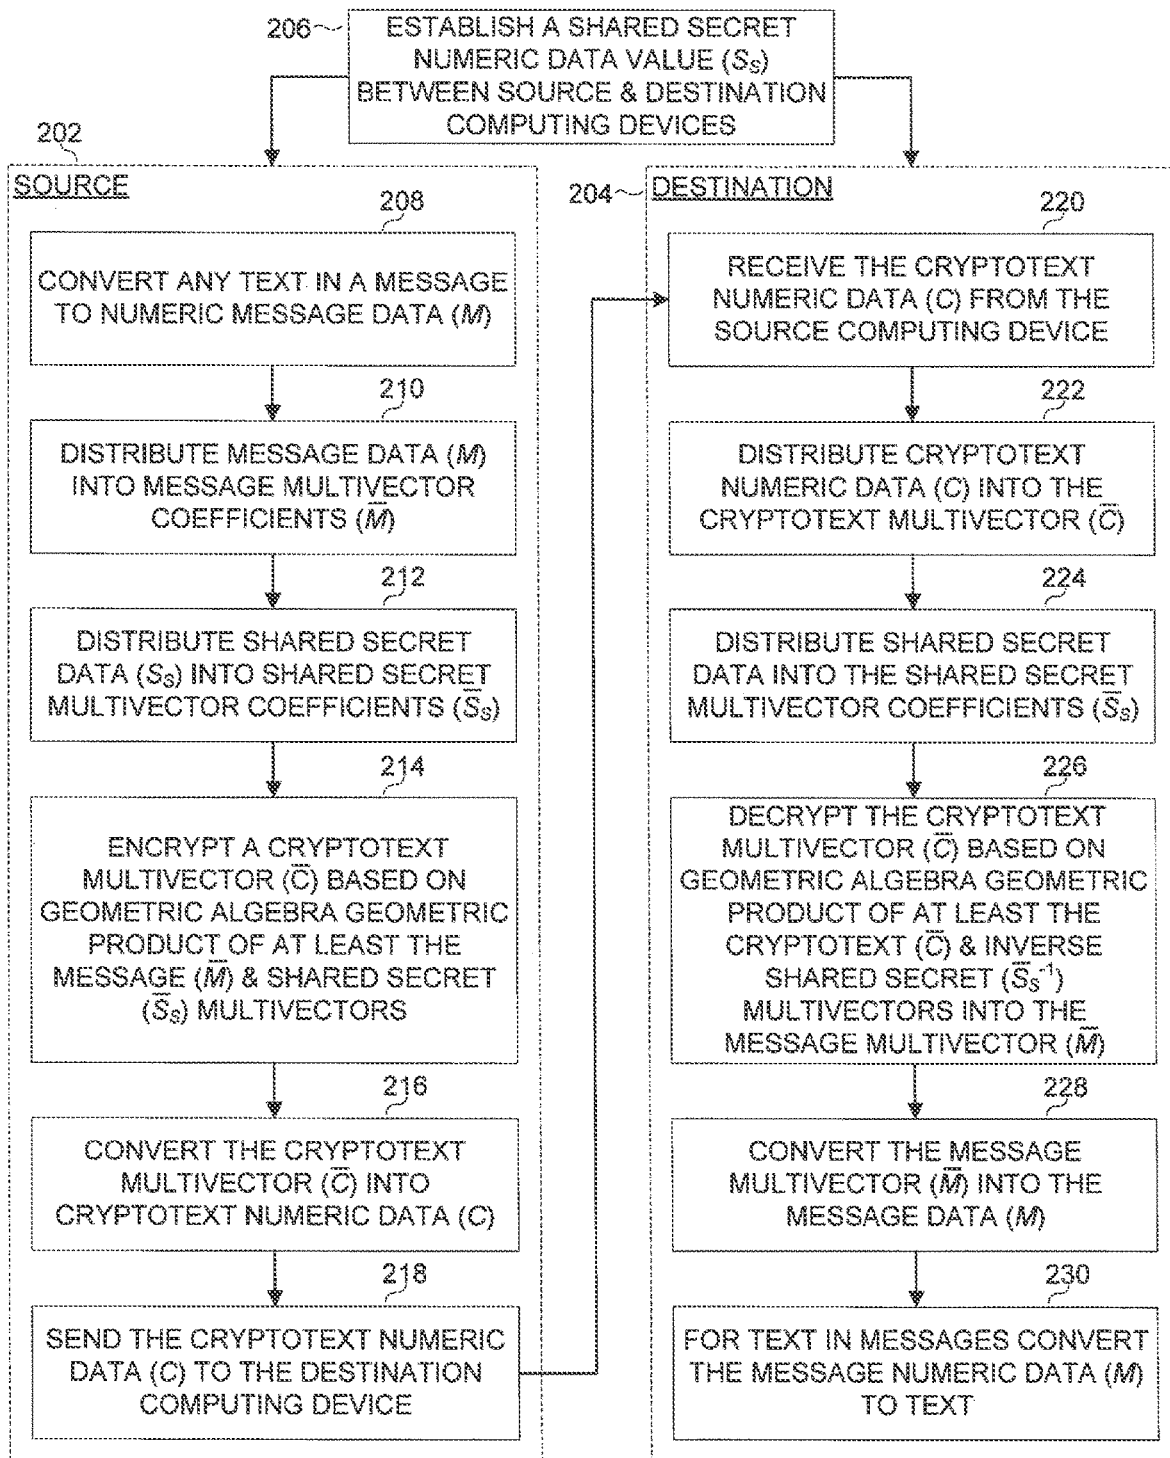 206
ESTABLISH A SHARED SECRET
NUMERIC DATA VALUE (S_S)
BETWEEN SOURCE & DESTINATION
COMPUTING DEVICES
202
SOURCE
208
CONVERT ANY TEXT IN A MESSAGE
TO NUMERIC MESSAGE DATA (M)
210
DISTRIBUTE MESSAGE DATA (M)
INTO MESSAGE MULTIVECTOR
COEFFICIENTS (M̅)
212
DISTRIBUTE SHARED SECRET
DATA (S_S) INTO SHARED SECRET
MULTIVECTOR COEFFICIENTS (S̅_S)
214
ENCRYPT A CRYPTOTEXT
MULTIVECTOR (C̅) BASED ON
GEOMETRIC ALGEBRA GEOMETRIC
PRODUCT OF AT LEAST THE
MESSAGE (M̅) & SHARED SECRET
(S̅_S) MULTIVECTORS
216
CONVERT THE CRYPTOTEXT
MULTIVECTOR (C̅) INTO
CRYPTOTEXT NUMERIC DATA (C)
218
SEND THE CRYPTOTEXT NUMERIC
DATA (C) TO THE DESTINATION
COMPUTING DEVICE
204
DESTINATION
220
RECEIVE THE CRYPTOTEXT
NUMERIC DATA (C) FROM THE
SOURCE COMPUTING DEVICE
222
DISTRIBUTE CRYPTOTEXT
NUMERIC DATA (C) INTO THE
CRYPTOTEXT MULTIVECTOR (C̅)
224
DISTRIBUTE SHARED SECRET
DATA INTO THE SHARED SECRET
MULTIVECTOR COEFFICIENTS (S̅_S)
226
DECRYPT THE CRYPTOTEXT
MULTIVECTOR (C̅) BASED ON
GEOMETRIC ALGEBRA GEOMETRIC
PRODUCT OF AT LEAST THE
CRYPTOTEXT (C̅) & INVERSE
SHARED SECRET (S̅_S⁻¹)
MULTIVECTORS INTO THE
MESSAGE MULTIVECTOR (M̅)
228
CONVERT THE MESSAGE
MULTIVECTOR (M̅) INTO THE
MESSAGE DATA (M)
230
FOR TEXT IN MESSAGES CONVERT
THE MESSAGE NUMERIC DATA (M)
TO TEXT